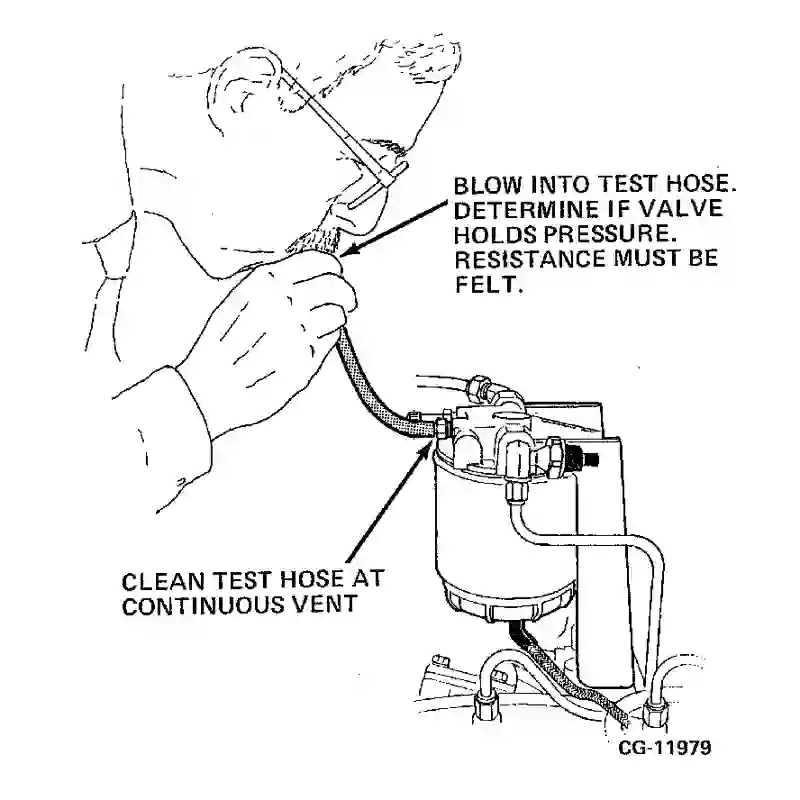 BLOW INTO TEST HOSE.
DETERMINE IF VALVE
HOLDS PRESSURE.
RESISTANCE MUST BE
FELT.
CLEAN TEST HOSE AT
CONTINUOUS VENT
CG-11979